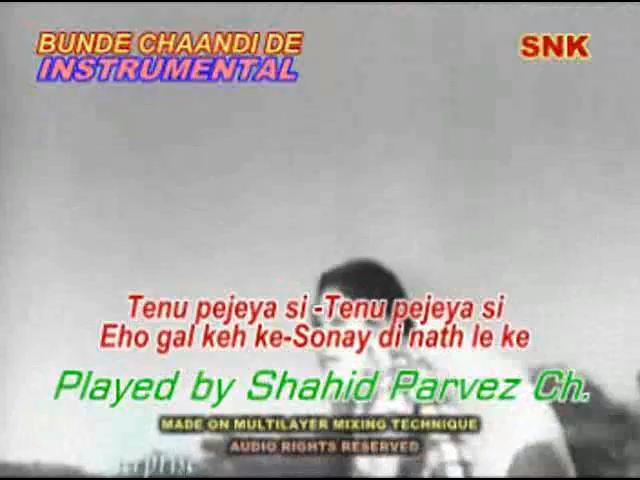 BUNDE CHAANDI DE
SNK
INSTRUMENTAL
Tenu pejeya si -Tenu pejeya si
Eho gal keh ke-Sonay di nath le ke
Played by Shahid Parvez Ch.
MADE ON MULTILAYER MIXING TECHNIQUE
AUDIO RIGHTS RESERVED